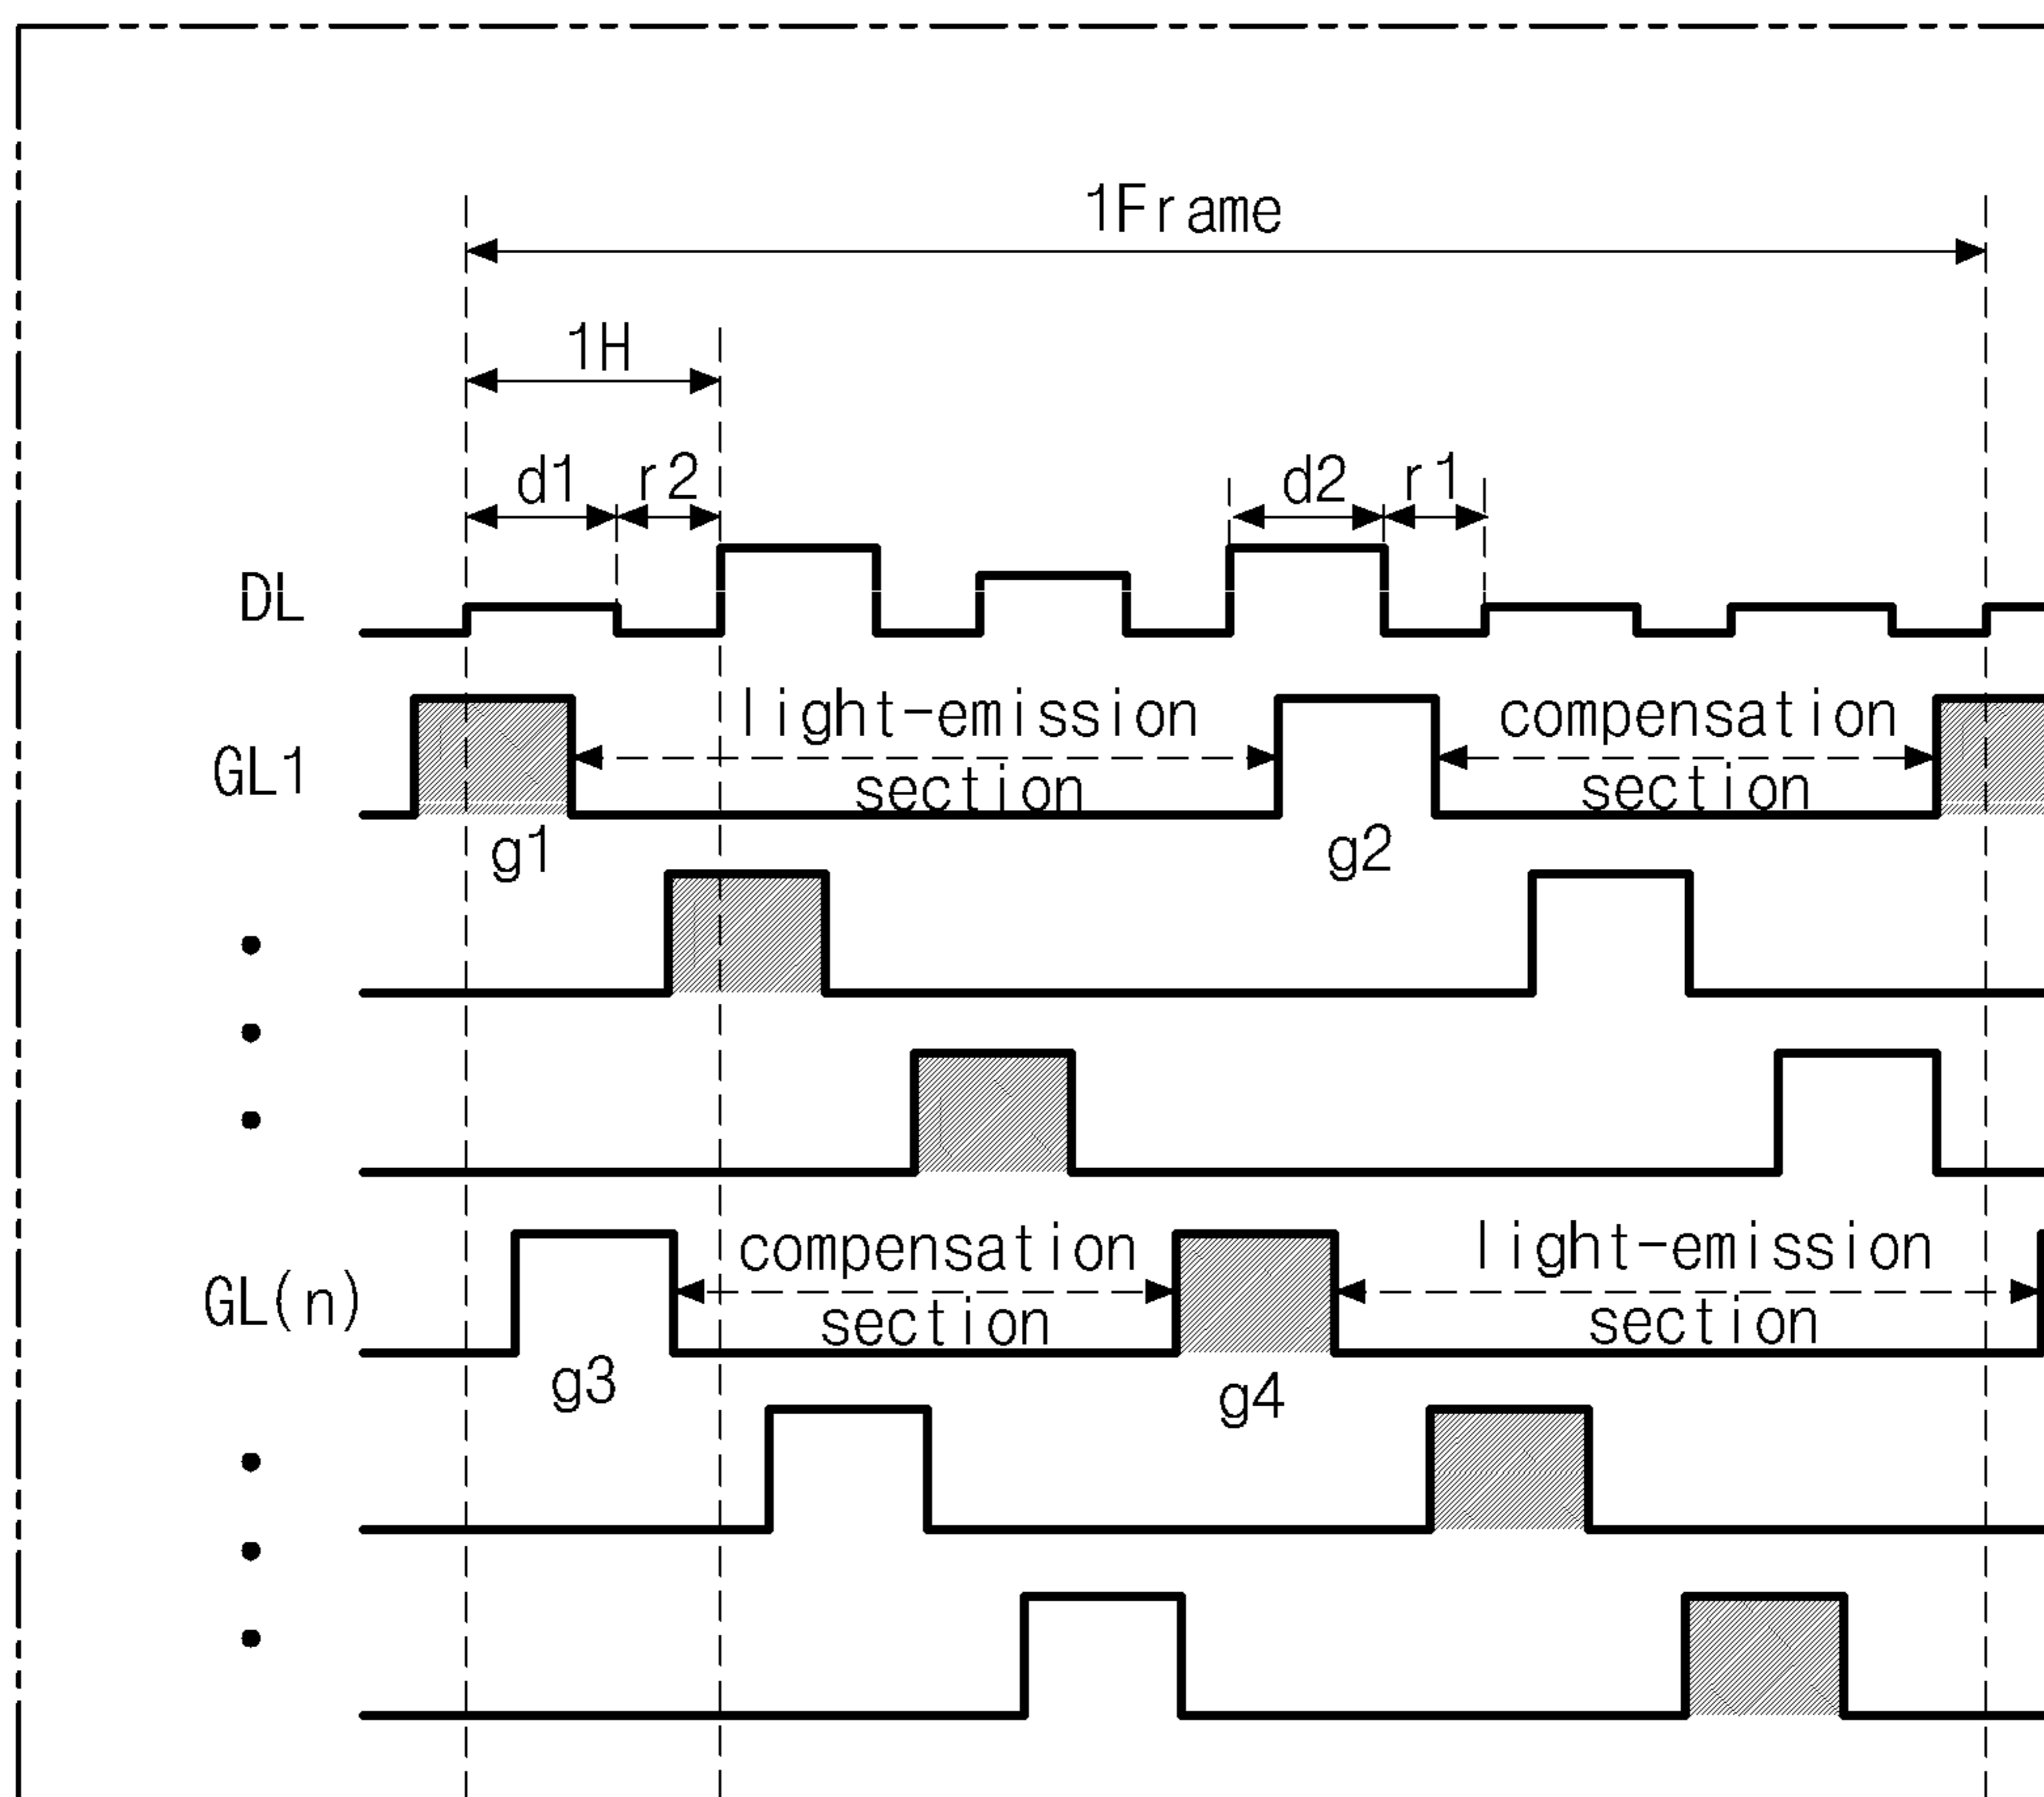 1Frame
1H
d1 r2 d2 r1
DL
light-emission compensation
GL1
section section
g1 g2
compensation light-emission
GL(n)
section section
g3 g4